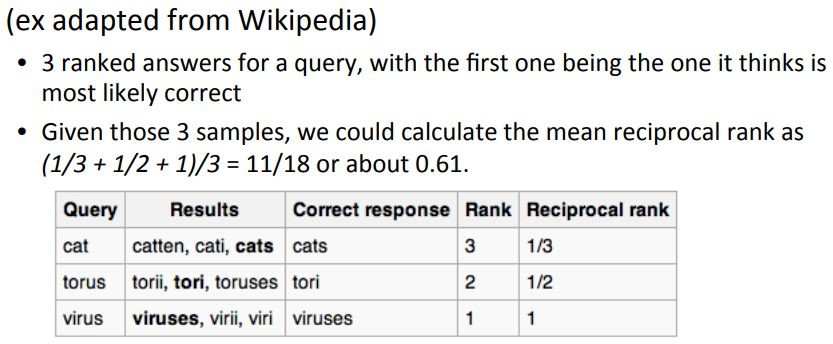 (ex adapted from Wikipedia)
• 3 ranked answers for a query, with the first one being the one it thinks is
most likely correct
• Given those 3 samples, we could calculate the mean reciprocal rank as
(1/3 + 1/2 + 1)/3 = 11/18 or about 0.61.
Query Results Correct response Rank Reciprocal rank
cat catten, cati, cats cats 3 1/3
torus torii, tori, toruses tori 2 1/2
virus viruses, virii, viri viruses 1 1